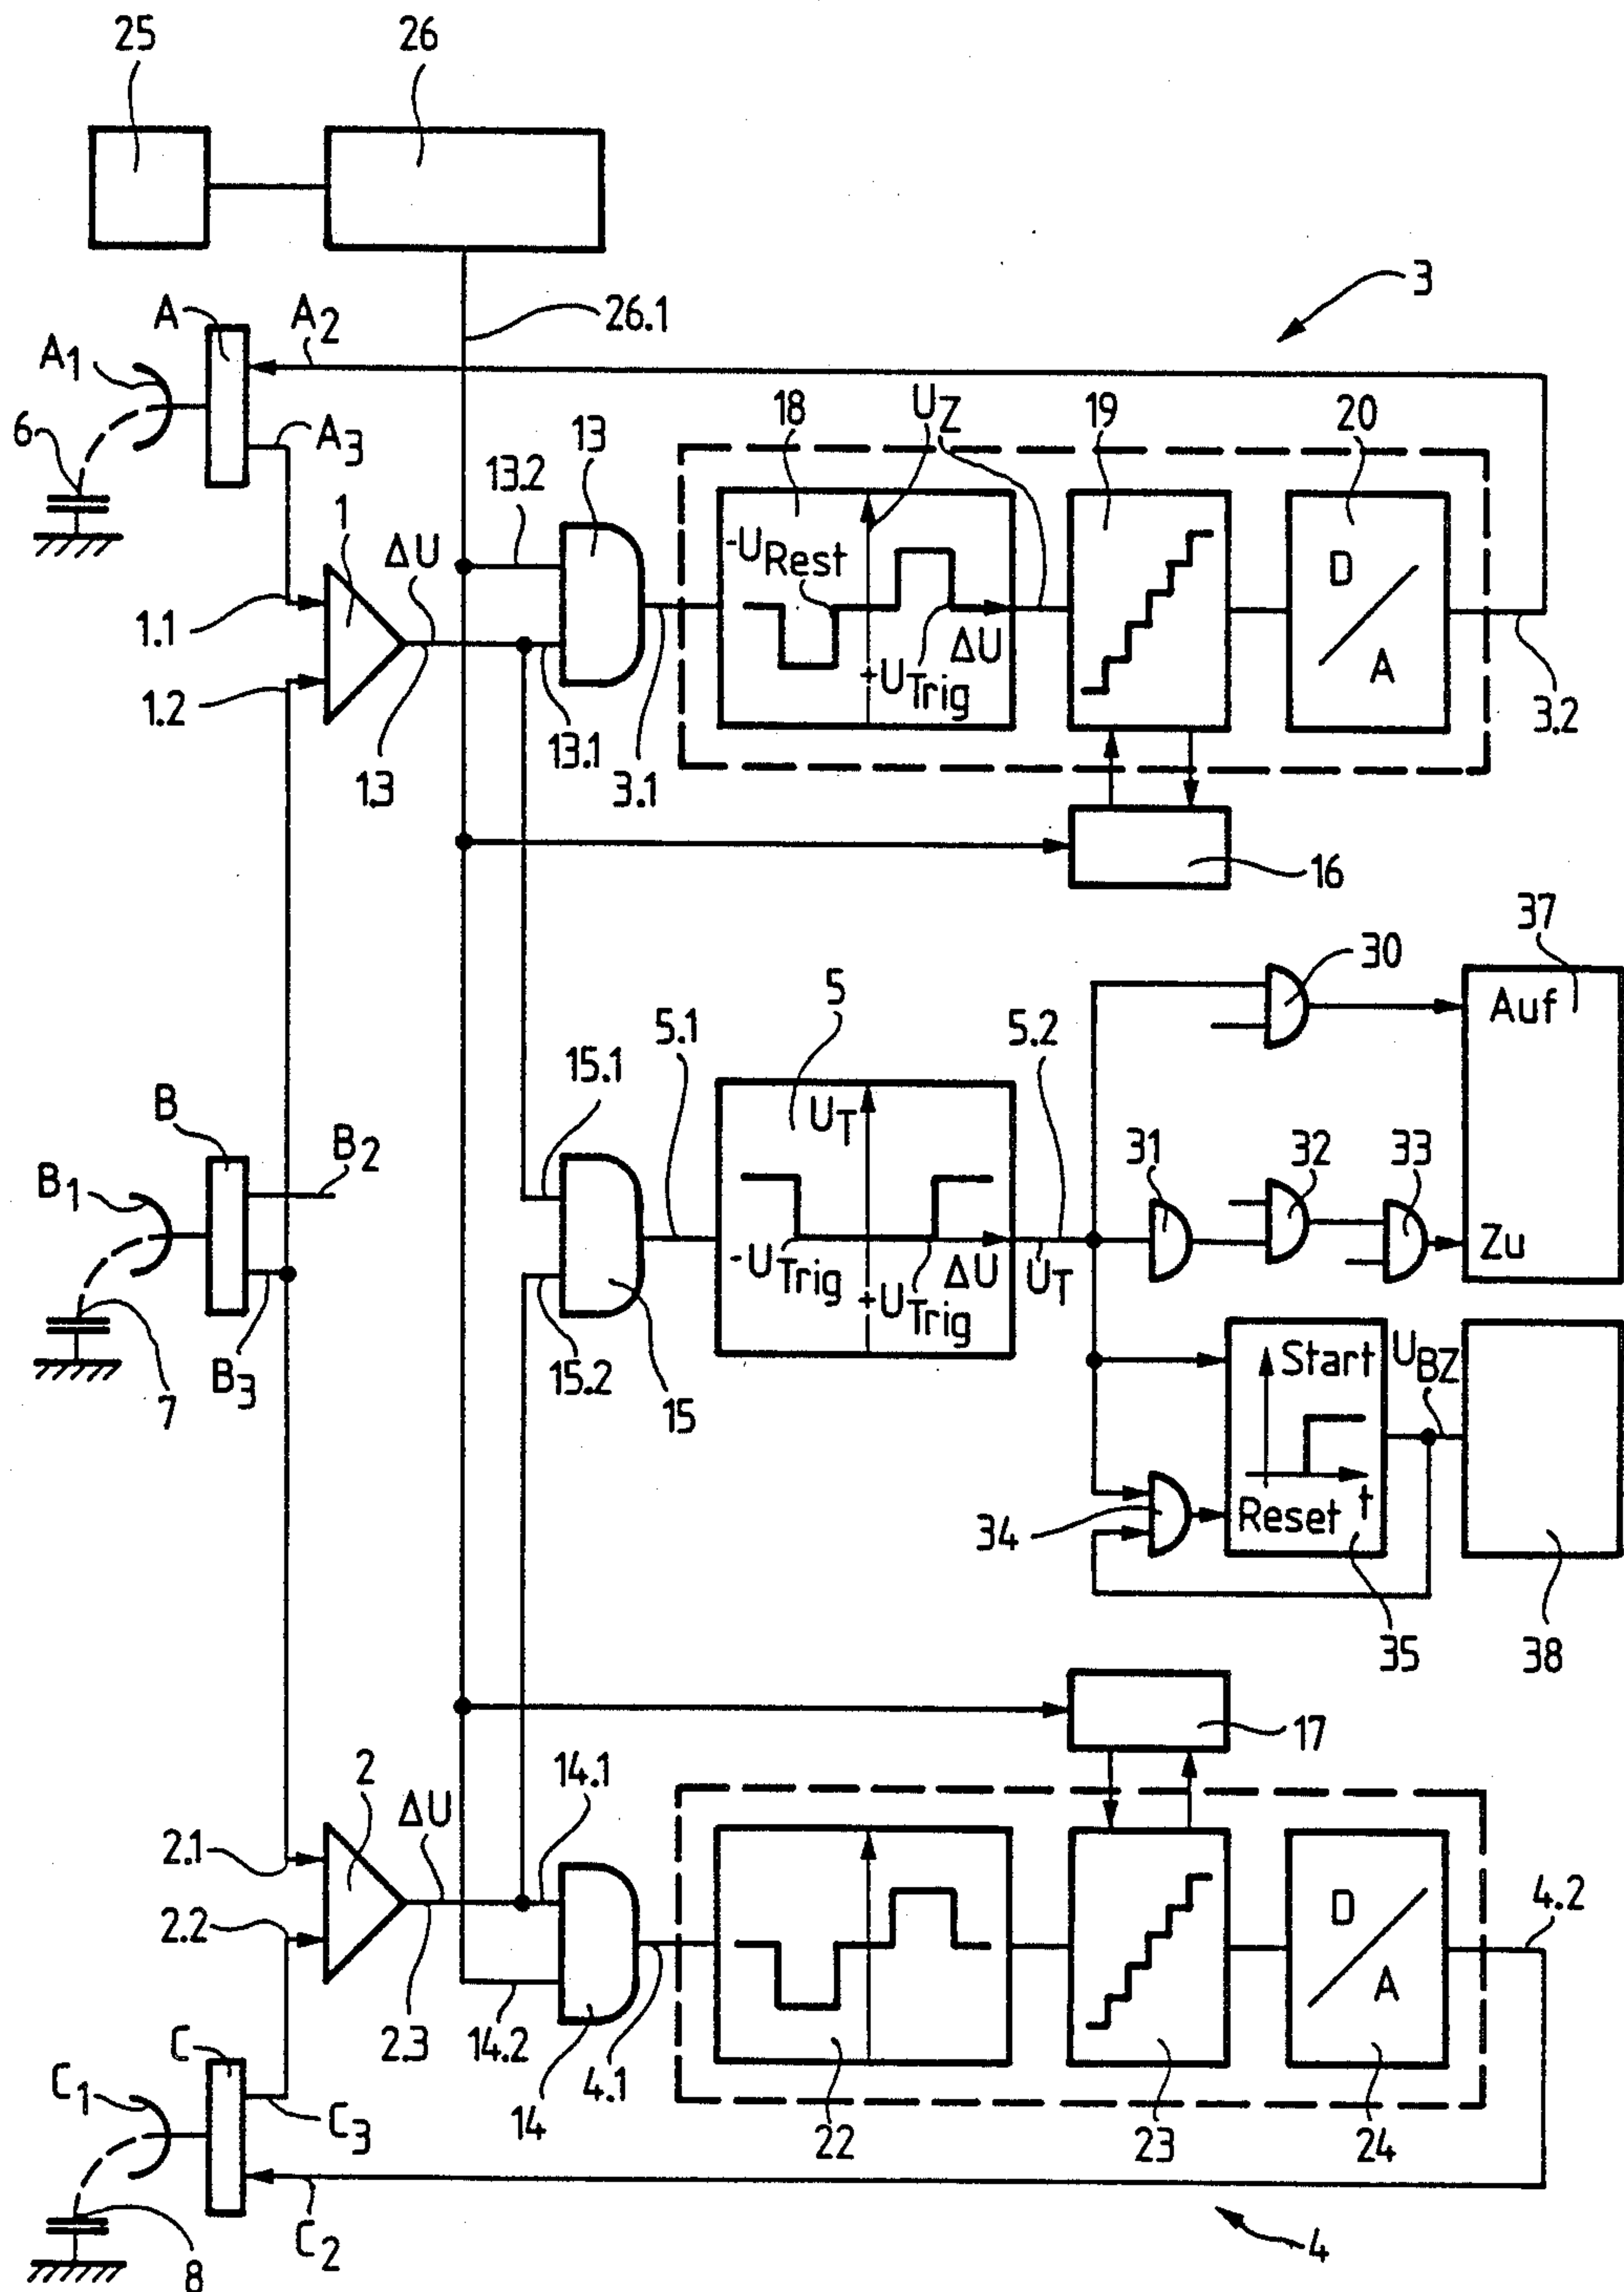 25 26
3
26.1
A A2
A1
6 A3
18 UZ 19 20
13.2 13
1 ΔU
-URest D
1.1
ΔU
+UTrig A
1.2 3.2
1.3 13.1 3.1
16
37
30
Auf
5
5.1 5.2
15.1
B UT
B2 31 32 33
B1
Zu
-UTrig ΔU UT
+UTrig
Start UBZ
B3 15.2
7 15
34 Reset t
35 38
17
2 14.1
ΔU
2.1
4.2
2.2 D
A
C 2.3 14.2
4.1
C1
C3 14 22 23 24
C2
8 4